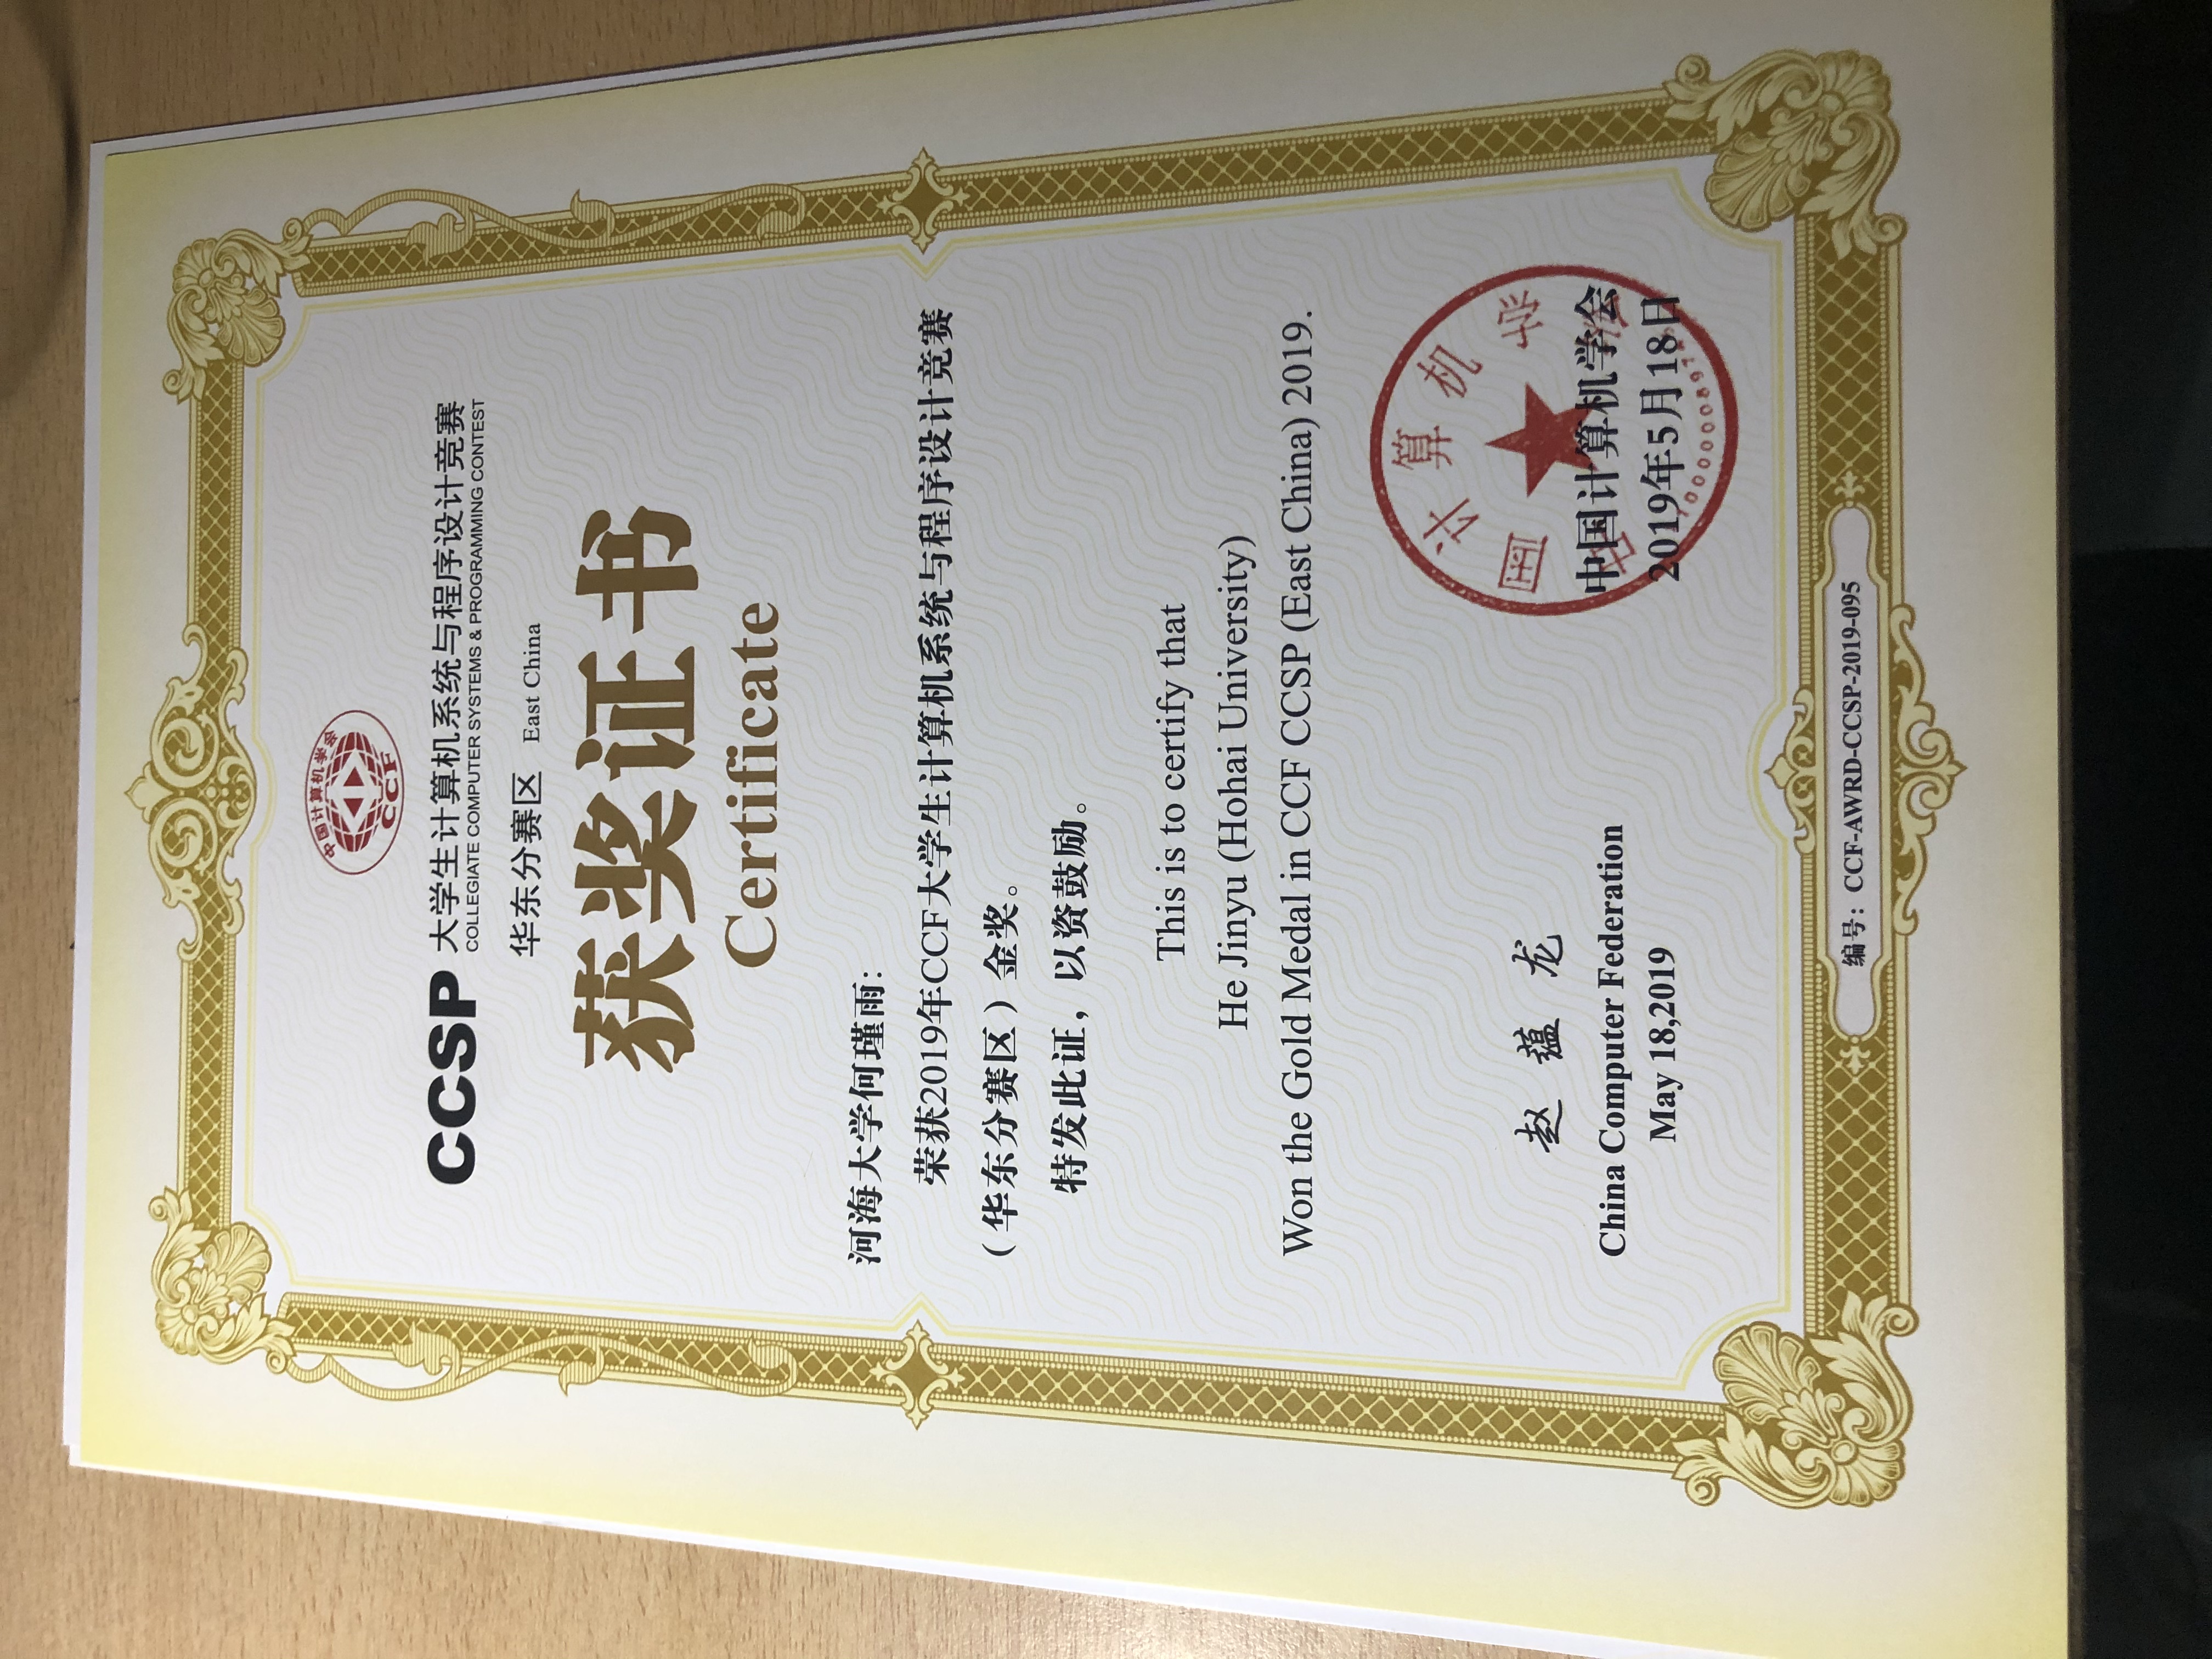 中国计算机学会
CCF
CCSP 大学生计算机系统与程序设计竞赛
COLLEGIATE COMPUTER SYSTEMS & PROGRAMMING CONTEST
华东分赛区 East China
获奖证书
Certificate
河海大学何瑾雨:
荣获2019年CCF大学生计算机系统与程序设计竞赛
（华东分赛区）金奖。
特发此证，以资鼓励。
This is to certify that
He Jinyu (Hohai University)
Won the Gold Medal in CCF CCSP (East China) 2019.
赵蕴龙
China Computer Federation
May 18,2019
中国计算机学会
中国计算机学会
2019年5月18日
编号：CCF-AWRD-CCSP-2019-095